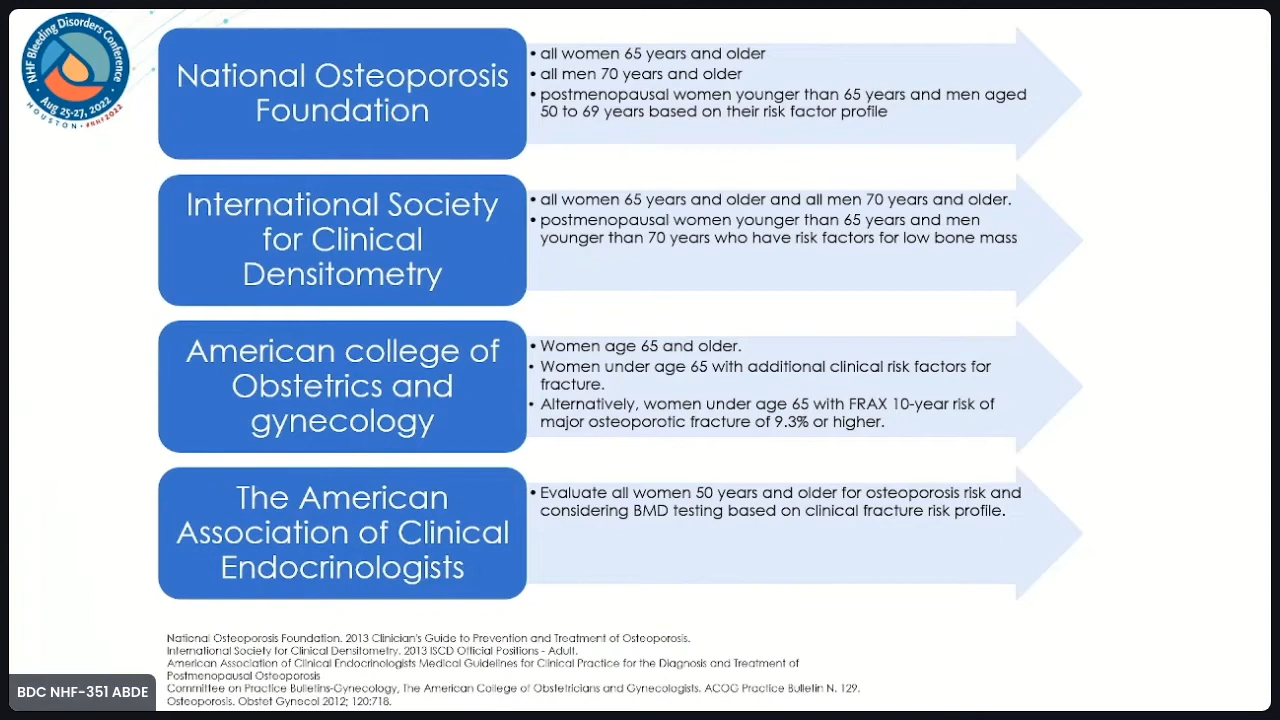 NHF Bleeding Disorders Conference
Aug 25-27, 2022
HOUSTON • #NHF2022
National Osteoporosis
Foundation
• all women 65 years and older
• all men 70 years and older
• postmenopausal women younger than 65 years and men aged
50 to 69 years based on their risk factor profile
International Society
for Clinical
Densitometry
• all women 65 years and older and all men 70 years and older.
• postmenopausal women younger than 65 years and men
younger than 70 years who have risk factors for low bone mass
American college of
Obstetrics and
gynecology
• Women age 65 and older.
• Women under age 65 with additional clinical risk factors for
fracture.
• Alternatively, women under age 65 with FRAX 10-year risk of
major osteoporotic fracture of 9.3% or higher.
The American
Association of Clinical
Endocrinologists
• Evaluate all women 50 years and older for osteoporosis risk and
considering BMD testing based on clinical fracture risk profile.
National Osteoporosis Foundation. 2013 Clinician's Guide to Prevention and Treatment of Osteoporosis.
International Society for Clinical Densitometry. 2013 ISCD Official Positions - Adult.
American Association of Clinical Endocrinologists Medical Guidelines for Clinical Practice for the Diagnosis and Treatment of
Postmenopausal Osteoporosis
Committee on Practice Bulletins-Gynecology, The American College of Obstetricians and Gynecologists. ACOG Practice Bulletin N. 129.
Osteoporosis. Obstet Gynecol 2012; 120:718.
BDC NHF-351 ABDE